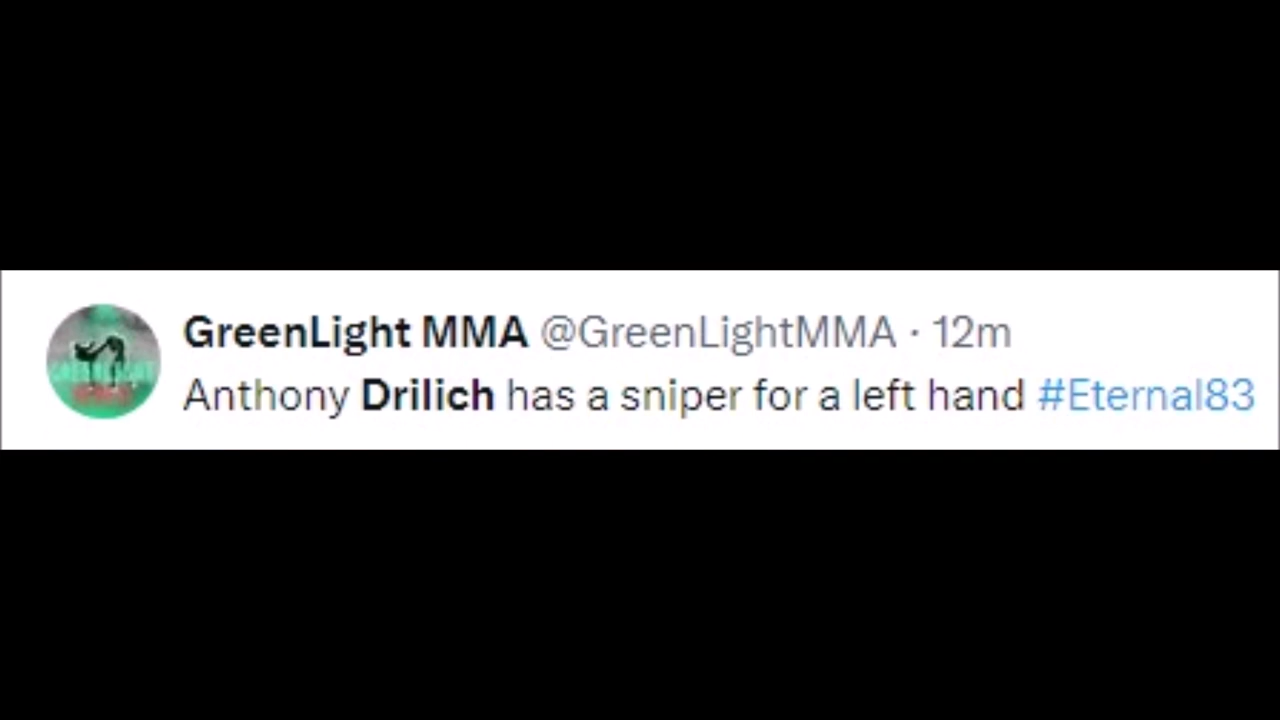 GreenLight MMA @GreenLightMMA · 12m
Anthony Drilich has a sniper for a left hand #Eternal83